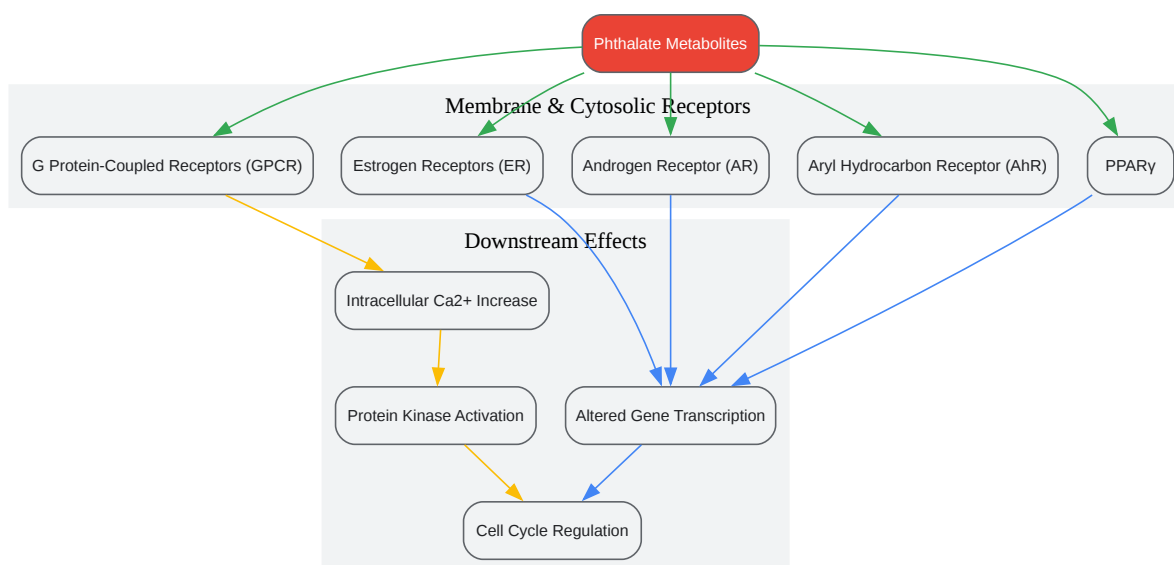 Phthalate Metabolites
Membrane & Cytosolic Receptors
G Protein-Coupled Receptors (GPCR)
Estrogen Receptors (ER)
Androgen Receptor (AR)
Aryl Hydrocarbon Receptor (AhR)
PPARγ
Downstream Effects
Intracellular Ca2+ Increase
Protein Kinase Activation
Altered Gene Transcription
Cell Cycle Regulation